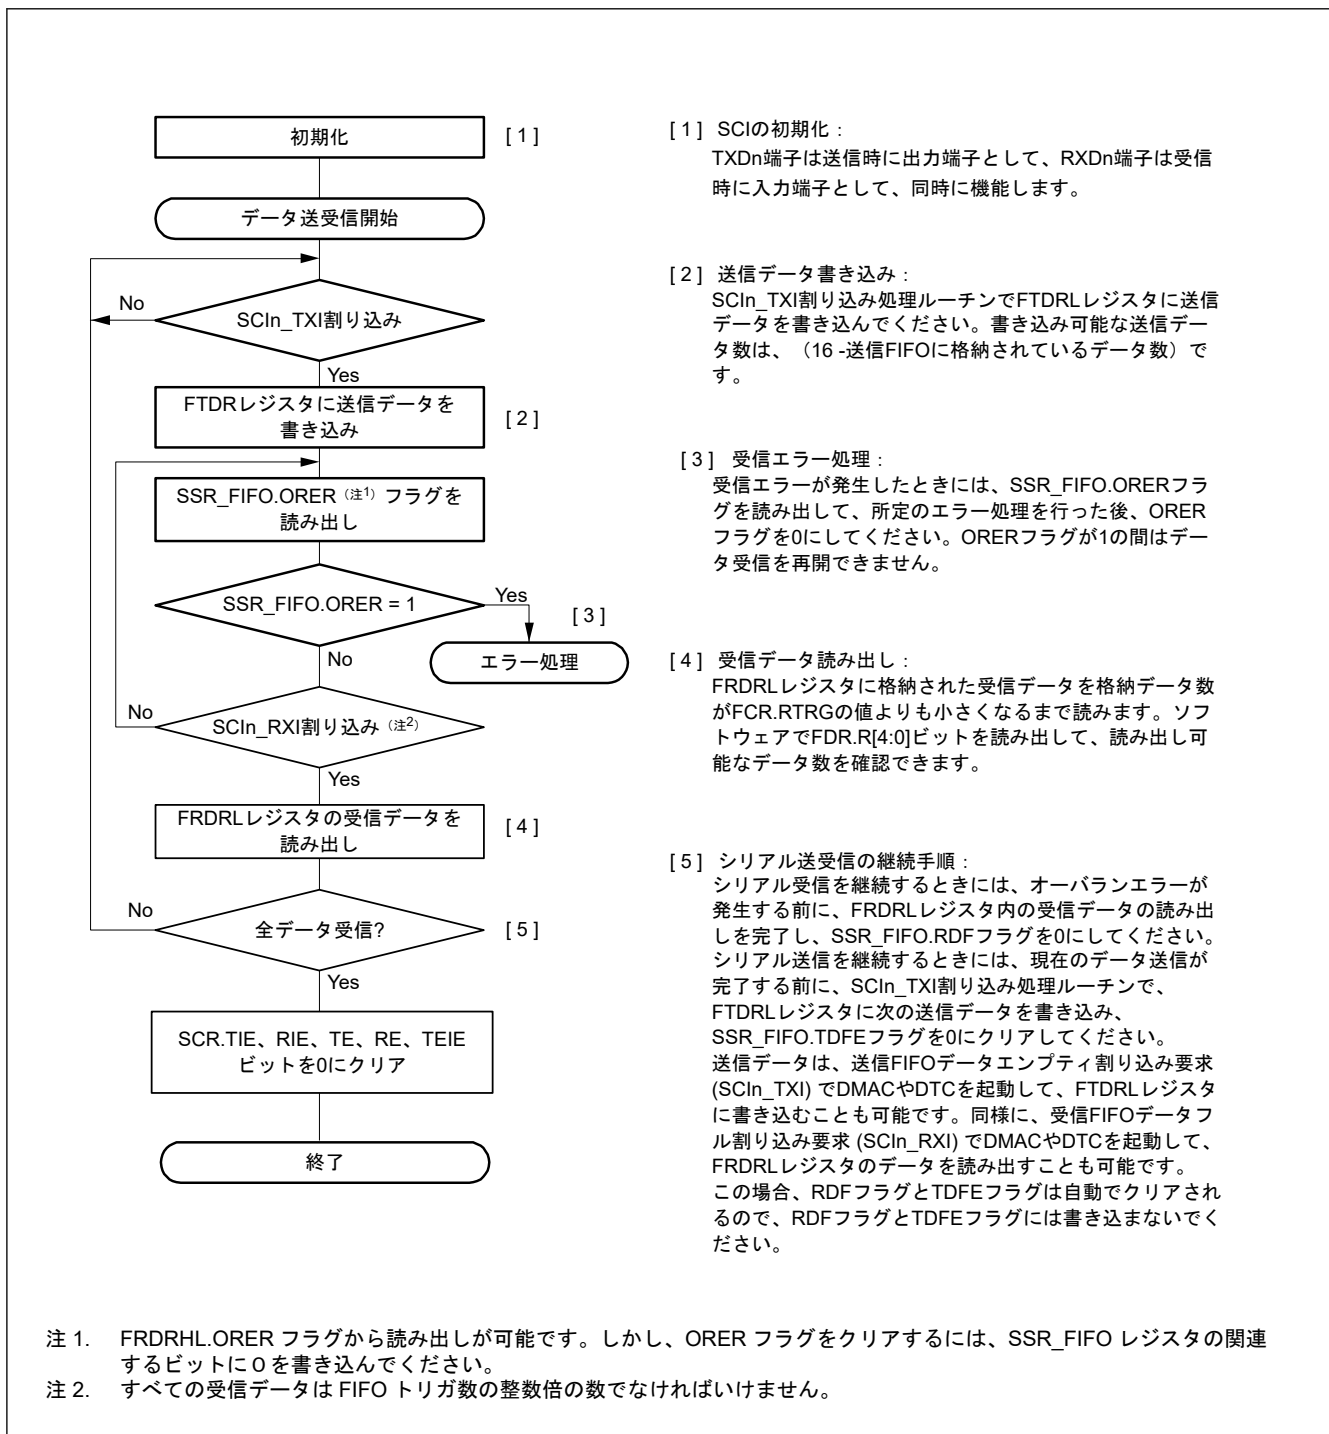 初期化
[ 1 ]
データ送受信開始
No
SCIn_TXI割り込み
Yes
FTDRレジスタに送信データを
書き込み
[ 2 ]
SSR_FIFO.ORER（注1）フラグを
読み出し
SSR_FIFO.ORER = 1
Yes
[ 3 ]
エラー処理
No
No
SCIn_RXI割り込み（注2）
Yes
FRDRLレジスタの受信データを
読み出し
[ 4 ]
No
全データ受信?
[ 5 ]
Yes
SCR.TIE、RIE、TE、RE、TEIE
ビットを0にクリア
終了
[ 1 ] SCIの初期化：
TXDn端子は送信時に出力端子として、RXDn端子は受信
時に入力端子として、同時に機能します。
[ 2 ] 送信データ書き込み：
SCIn_TXI割り込み処理ルーチンでFTDRLレジスタに送信
データを書き込んでください。書き込み可能な送信デー
タ数は、（16 -送信FIFOに格納されているデータ数）で
す。
[ 3 ] 受信エラー処理：
受信エラーが発生したときには、SSR_FIFO.ORERフラ
グを読み出して、所定のエラー処理を行った後、ORER
フラグを0にしてください。ORERフラグが1の間はデー
タ受信を再開できません。
[ 4 ] 受信データ読み出し：
FRDRLレジスタに格納された受信データを格納データ数
がFCR.RTRGの値よりも小さくなるまで読みます。ソフ
トウェアでFDR.R[4:0]ビットを読み出して、読み出し可
能なデータ数を確認できます。
[ 5 ] シリアル送受信の継続手順：
シリアル受信を継続するときには、オーバランエラーが
発生する前に、FRDRLレジスタ内の受信データの読み出
しを完了し、SSR_FIFO.RDFフラグを0にしてください。
シリアル送信を継続するときには、現在のデータ送信が
完了する前に、SCIn_TXI割り込み処理ルーチンで、
FTDRLレジスタに次の送信データを書き込み、
SSR_FIFO.TDFEフラグを0にクリアしてください。
送信データは、送信FIFOデータエンプティ割り込み要求
(SCIn_TXI) でDMACやDTCを起動して、FTDRLレジスタ
に書き込むことも可能です。同様に、受信FIFOデータフ
ル割り込み要求 (SCIn_RXI) でDMACやDTCを起動して、
FRDRLレジスタのデータを読み出すことも可能です。
この場合、RDFフラグとTDFEフラグは自動でクリアされ
るので、RDFフラグとTDFEフラグには書き込まないでく
ださい。
注 1. FRDRHL.ORER フラグから読み出しが可能です。しかし、ORER フラグをクリアするには、SSR_FIFO レジスタの関連
するビットに 0 を書き込んでください。
注 2. すべての受信データは FIFO トリガ数の整数倍の数でなければいけません。